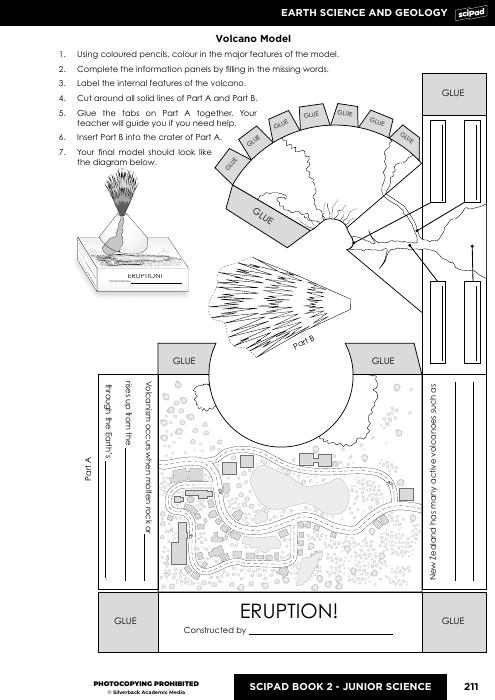 EARTH SCIENCE AND GEOLOGY scipad
Volcano Model
1. Using coloured pencils, colour in the major features of the model.
2. Complete the information panels by filling in the missing words.
3. Label the internal features of the volcano.
4. Cut around all solid lines of Part A and Part B.
5. Glue the tabs on Part A together. Your
teacher will guide you if you need help.
6. Insert Part B into the crater of Part A.
7. Your final model should look like
the diagram below.
ERUPTION!
Constructed by
GLUE
GLUE
GLUE
GLUE
GLUE
GLUE
GLUE
GLUE
GLUE
Part B
GLUE
GLUE
Part A
Volcanism occurs when molten rock or
rises up from the
through the Earth's
.
New Zealand has many active volcanoes such as
GLUE
ERUPTION!
Constructed by
GLUE
PHOTOCOPYING PROHIBITED
© Silverback Academic Media
SCIPAD BOOK 2 - JUNIOR SCIENCE
211